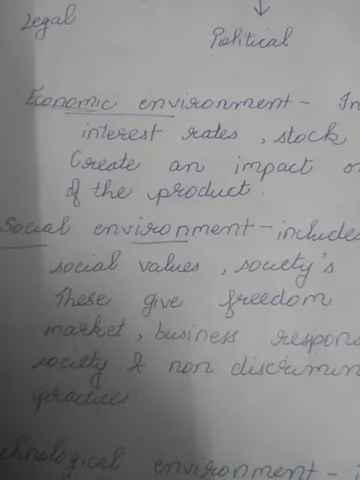 Legal
Political
Economic environment - In
interest rates, stock
Create an impact o
of the product.
Social environment - includes
social values, society's
These give freedom
market, business respons
society & non discrimin
practices
chnological environment - i